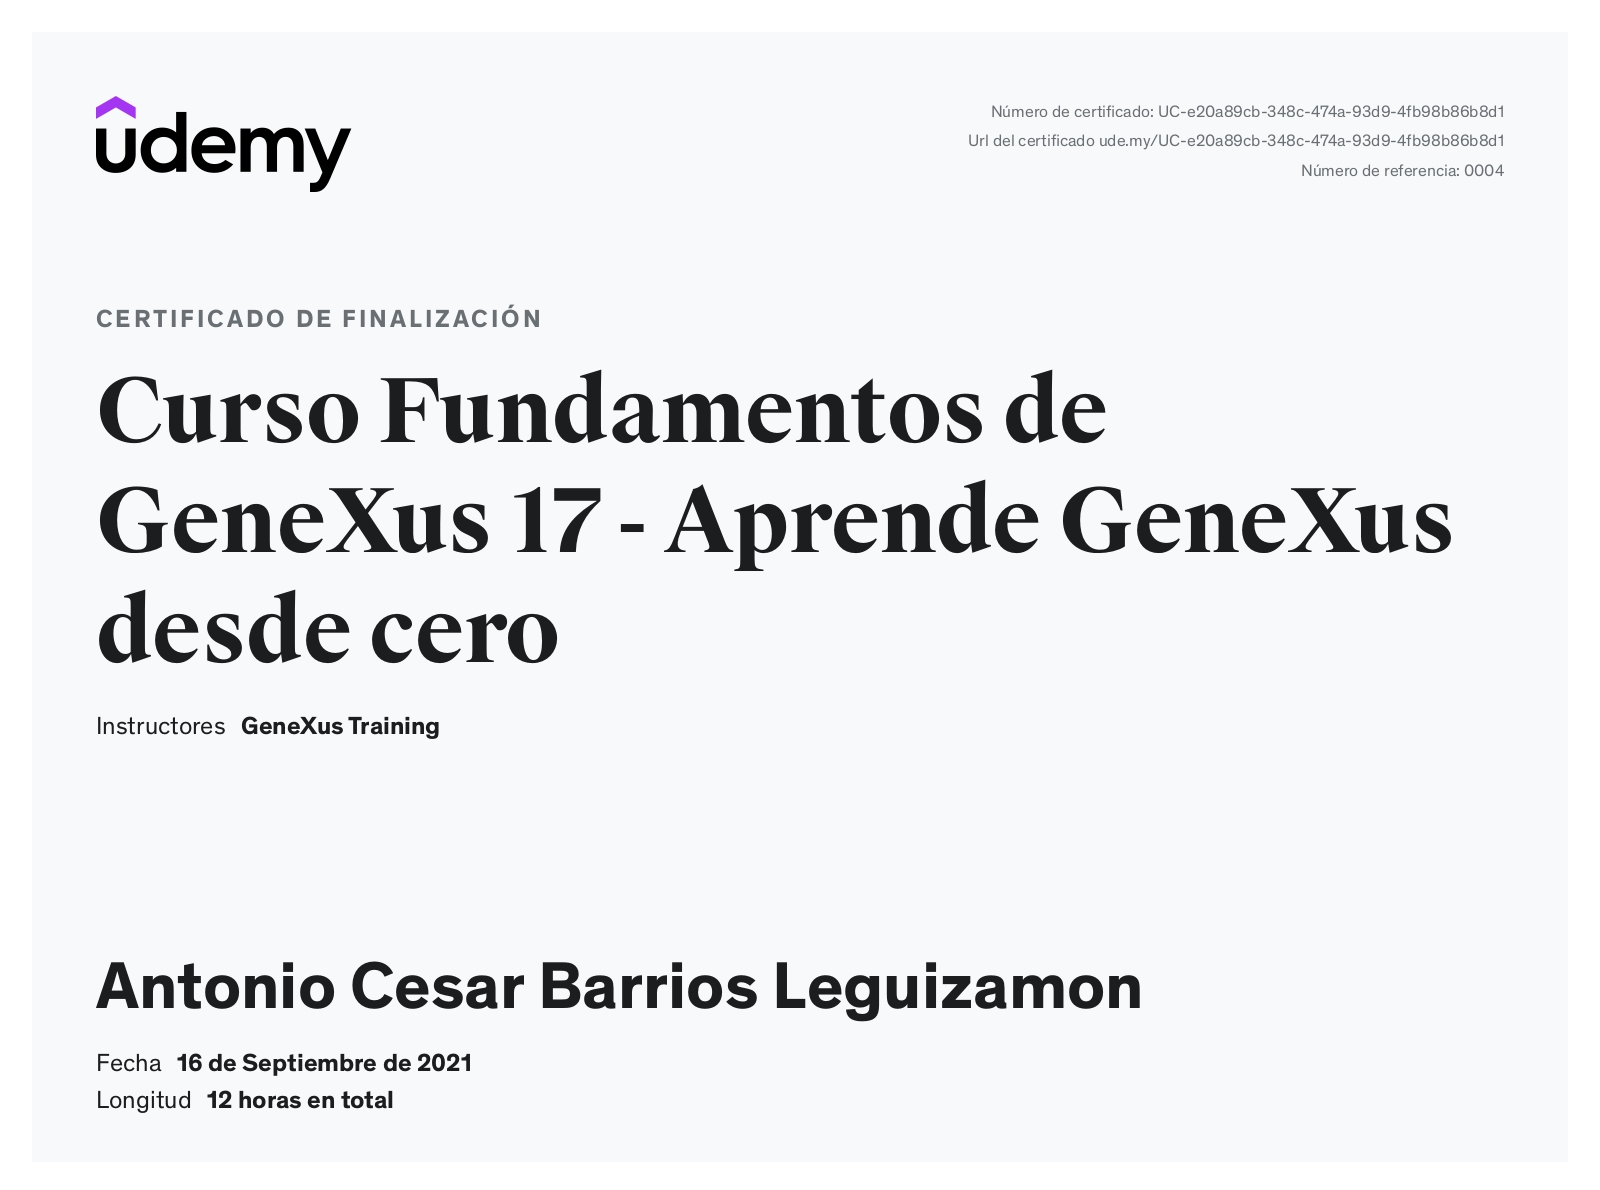 udemy
Número de certificado: UC-e20a89cb-348c-474a-93d9-4fb98b86b8d1
Url del certificado ude.my/UC-e20a89cb-348c-474a-93d9-4fb98b86b8d1
Número de referencia: 0004
CERTIFICADO DE FINALIZACIÓN
Curso Fundamentos de
GeneXus 17 - Aprende GeneXus
desde cero
Instructores GeneXus Training
Antonio Cesar Barrios Leguizamon
Fecha 16 de Septiembre de 2021
Longitud 12 horas en total